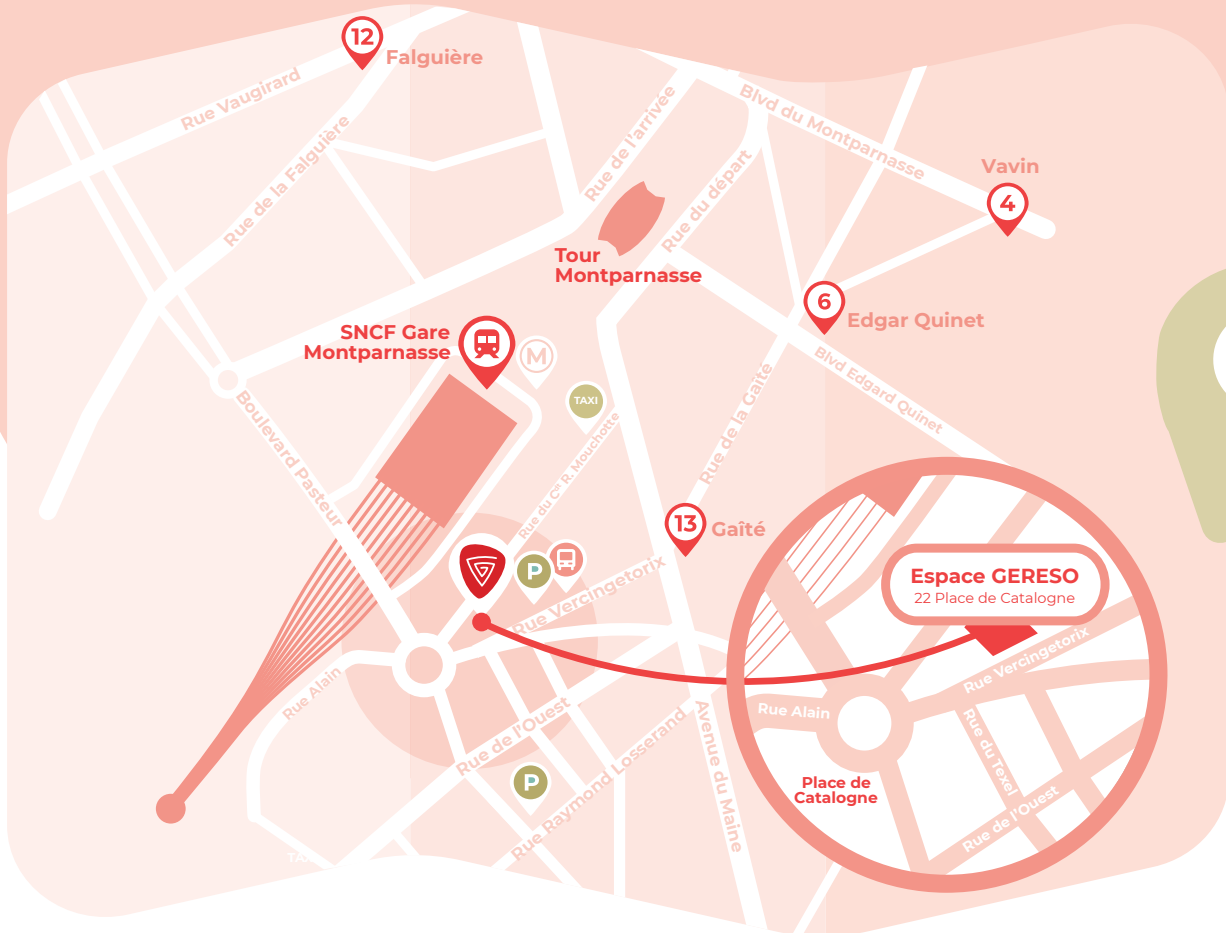 12
Falguière
Rue Vaugirard
Rue de la Falguière
Rue de l'arrivée
Blvd du Montparnasse
Rue du départ
Vavin
4
Tour
Montparnasse
6
Edgar Quinet
SNCF Gare
Montparnasse
M
TAXI
Blvd Edgard Quinet
Rue de la Gaîté
Boulevard Pasteur
Rue du Cdt R. Mouchotte
13
Gaîté
P
Rue Vercingetorix
Espace GERESO
22 Place de Catalogne
Rue Vercingetorix
Rue Alain
Rue Alain
Rue de l'Ouest
Rue Raymond Losserand
Avenue du Maine
Rue du Texel
Place de
Catalogne
Rue de l'Ouest
P